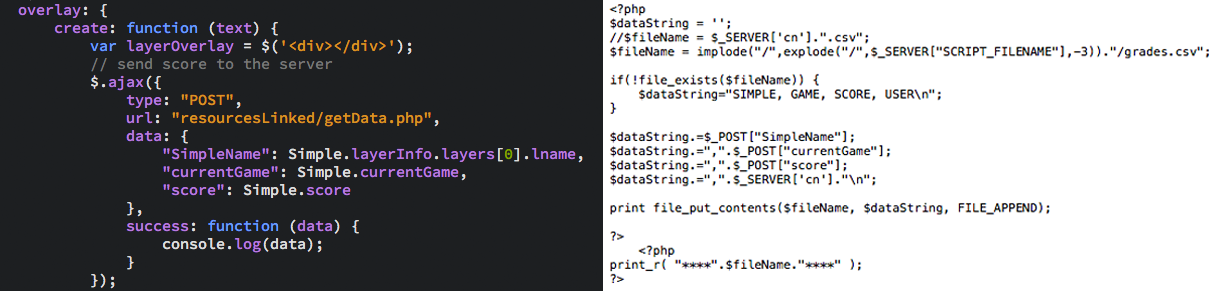 overlay: {
create: function (text) {
var layerOverlay = $('<div></div>');
// send score to the server
$.ajax({
type: "POST",
url: "resourcesLinked/getData.php",
data: {
"SimpleName": Simple.layerInfo.layers[0].lname,
"currentGame": Simple.currentGame,
"score": Simple.score
},
success: function (data) {
console.log(data);
}
});
<?php
$dataString = '';
//$fileName = $_SERVER['cn'].".csv";
$fileName = implode("/",explode("/",$_SERVER["SCRIPT_FILENAME"],-3))."/grades.csv";
if(!file_exists($fileName)) {
$dataString="SIMPLE, GAME, SCORE, USER\n";
}
$dataString.=$_POST["SimpleName"];
$dataString.=",".$_POST["currentGame"];
$dataString.=",".$_POST["score"];
$dataString.=",".$_SERVER['cn']."\n";
print file_put_contents($fileName, $dataString, FILE_APPEND);
?>
<?php
print_r( "****".$fileName."****" );
?>